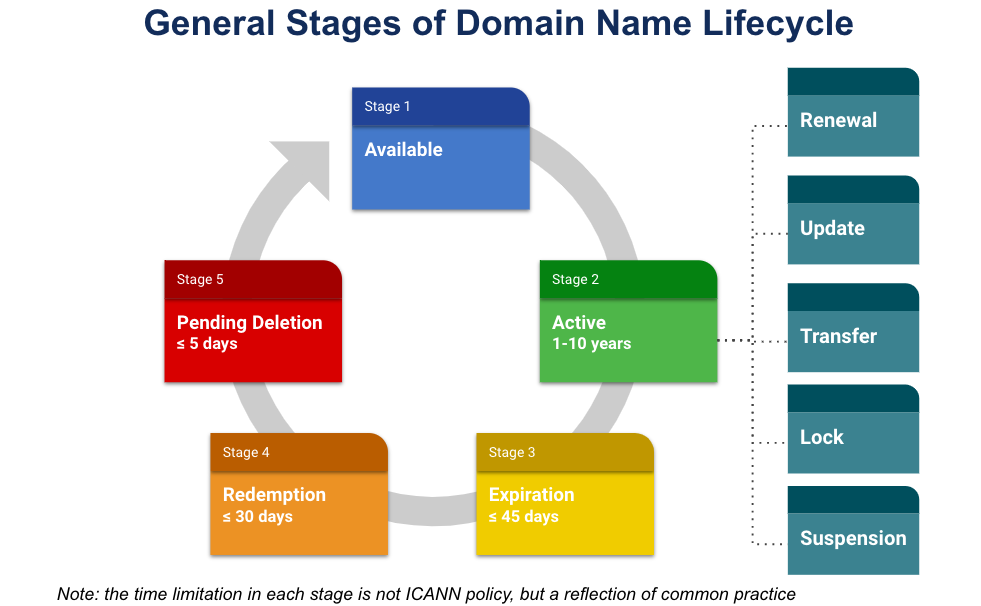 General Stages of Domain Name Lifecycle
Stage 1
Available
Stage 2
Active
1-10 years
Stage 3
Expiration
≤ 45 days
Stage 4
Redemption
≤ 30 days
Stage 5
Pending Deletion
≤ 5 days
Renewal
Update
Transfer
Lock
Suspension
Note: the time limitation in each stage is not ICANN policy, but a reflection of common practice